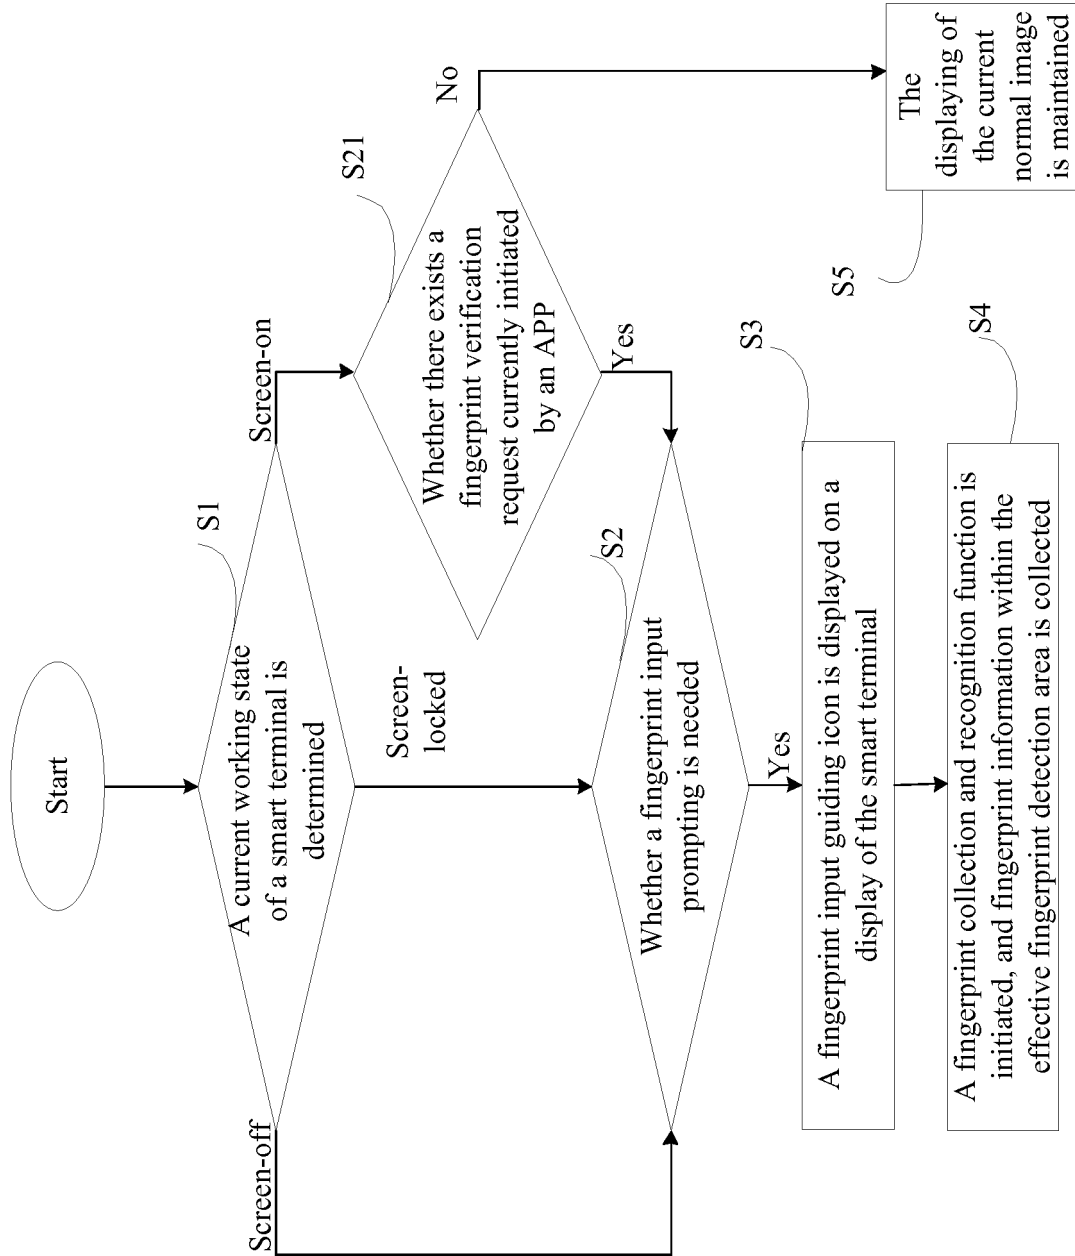 Start
A current working state
of a smart terminal is
determined
S1
Screen-off
Screen-locked
Screen-on
Whether there exists a
fingerprint verification
request currently initiated
by an APP
S21
No
Yes
Whether a fingerprint input
prompting is needed
S2
Yes
A fingerprint input guiding icon is displayed on a
display of the smart terminal
S3
A fingerprint collection and recognition function is
initiated, and fingerprint information within the
effective fingerprint detection area is collected
S4
The
displaying of
the current
normal image
is maintained
S5